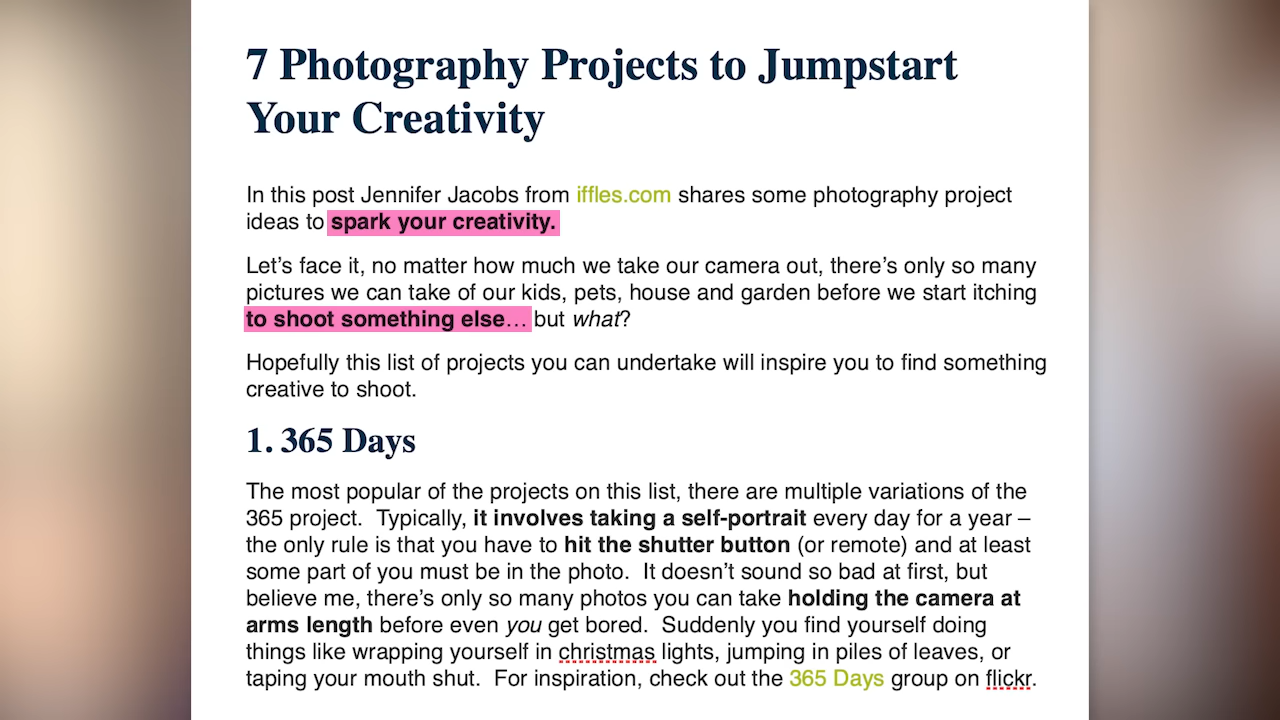 7 Photography Projects to Jumpstart
Your Creativity
In this post Jennifer Jacobs from iffles.com shares some photography project
ideas to spark your creativity.
Let’s face it, no matter how much we take our camera out, there’s only so many
pictures we can take of our kids, pets, house and garden before we start itching
to shoot something else… but what?
Hopefully this list of projects you can undertake will inspire you to find something
creative to shoot.
1. 365 Days
The most popular of the projects on this list, there are multiple variations of the
365 project.  Typically, it involves taking a self-portrait every day for a year –
the only rule is that you have to hit the shutter button (or remote) and at least
some part of you must be in the photo.  It doesn’t sound so bad at first, but
believe me, there’s only so many photos you can take holding the camera at
arms length before even you get bored.  Suddenly you find yourself doing
things like wrapping yourself in christmas lights, jumping in piles of leaves, or
taping your mouth shut.  For inspiration, check out the 365 Days group on flickr.